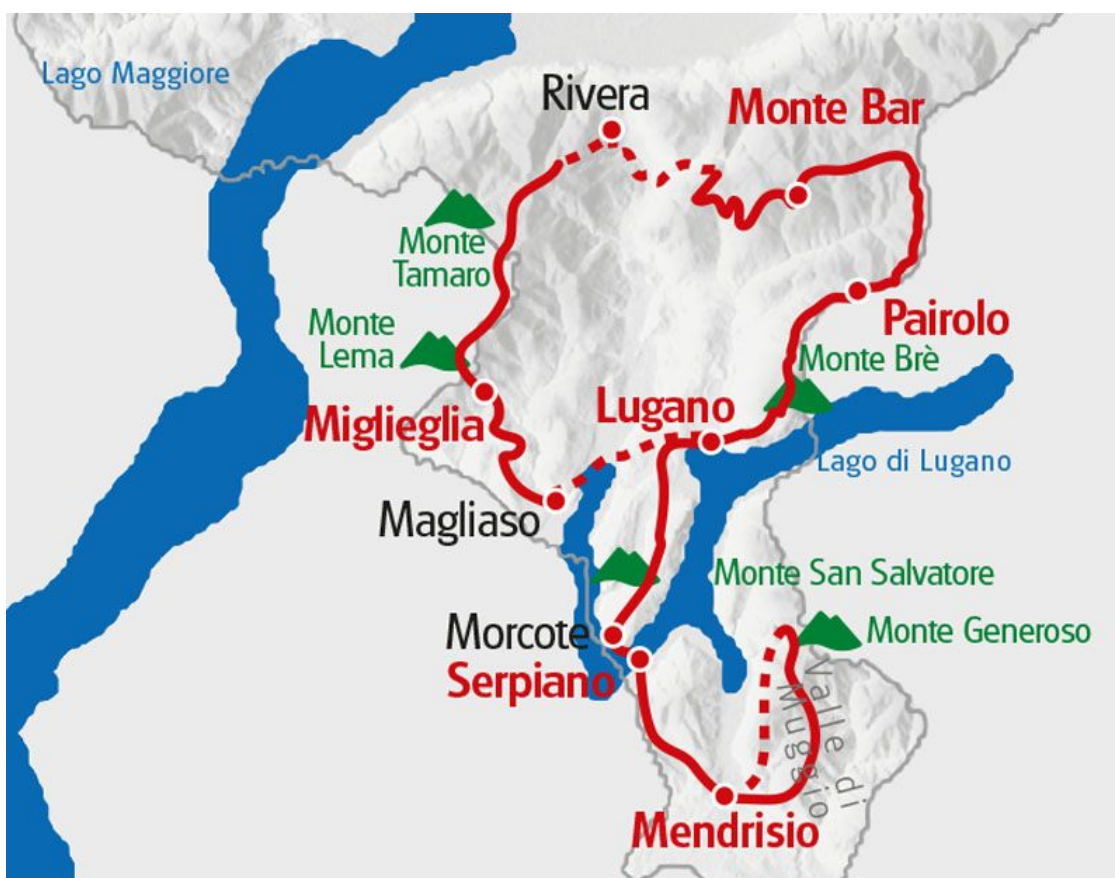 Lago Maggiore
Rivera
Monte Bar
Monte
Tamaro
Pairolo
Monte
Lema
Monte Brè
Miglieglia
Lugano
Lago di Lugano
Magliaso
Monte San Salvatore
Morcote
Monte Generoso
Serpiano
Valle di
Muggio
Mendrisio